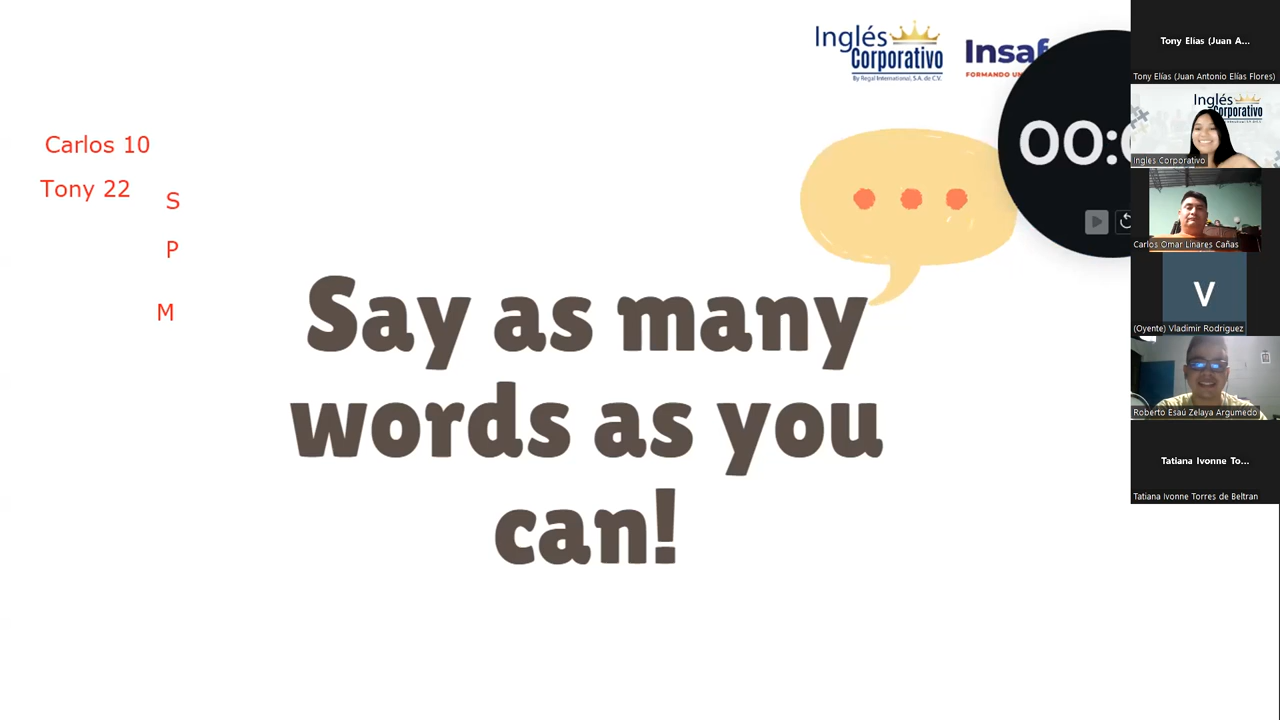 Inglés
Corporativo
By Regal International, S.A. de C.V.
Insaf
FORMANDO UN
00:
Carlos 10
Tony 22
S
P
M
Say as many
words as you
can!
Tony Elías (Juan A...
Tony Elías (Juan Antonio Elías Flores)
Inglés
Corporativo
Ingles Corporativo
Carlos Omar Linares Cañas
V
(Oyente) Vladimir Rodriguez
Roberto Esaú Zelaya Argumedo
Tatiana Ivonne To...
Tatiana Ivonne Torres de Beltran